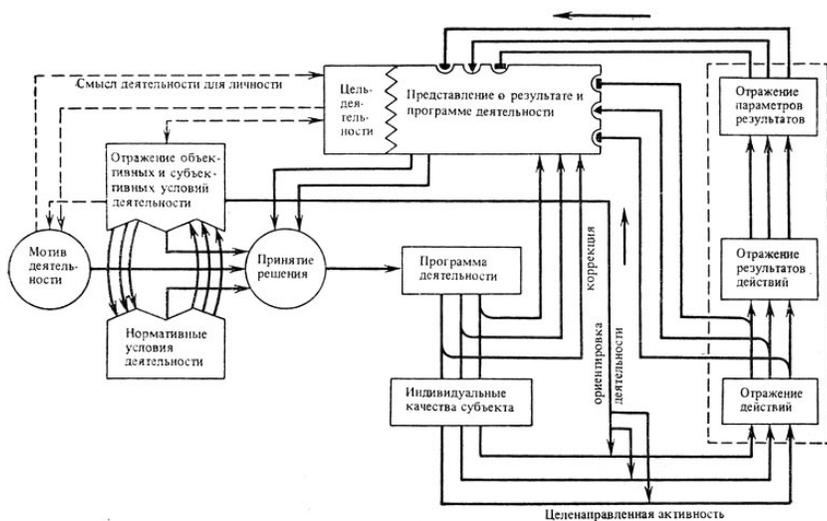 Смысл деятельности для личности
Цель-
дея-
тель-
ности
Представление о результате и
программе деятельности
Отражение
параметров
результатов
Отражение объек-
тивных и субъек-
тивных условий
деятельности
Мотив
деятель-
ности
Принятие
решения
Программа
деятельности
Отражение
результатов
действий
Нормативные
условия
деятельности
Индивидуальные
качества субъекта
ориентировка
коррекция
деятельности
Отражение
действий
Целенаправленная активность